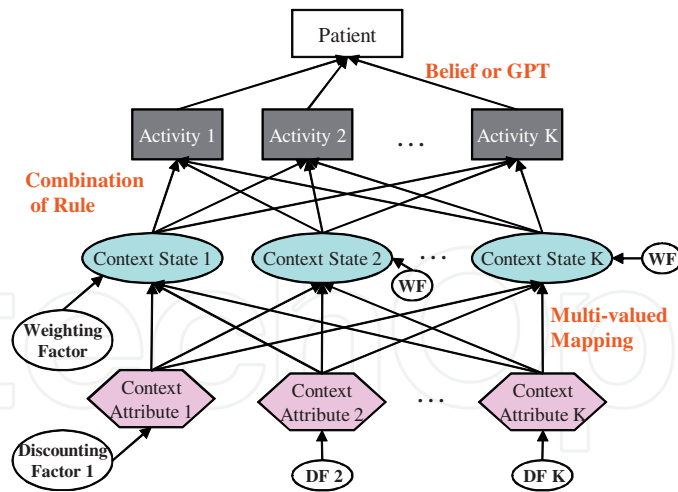 Patient
Belief or GPT
Activity 1
Activity 2
...
Activity K
Combination
of Rule
Context State 1
Context State 2
...
Context State K
WF
WF
Weighting
Factor
Multi-valued
Mapping
Context
Attribute 1
Context
Attribute 2
...
Context
Attribute K
Discounting
Factor 1
DF 2
DF K